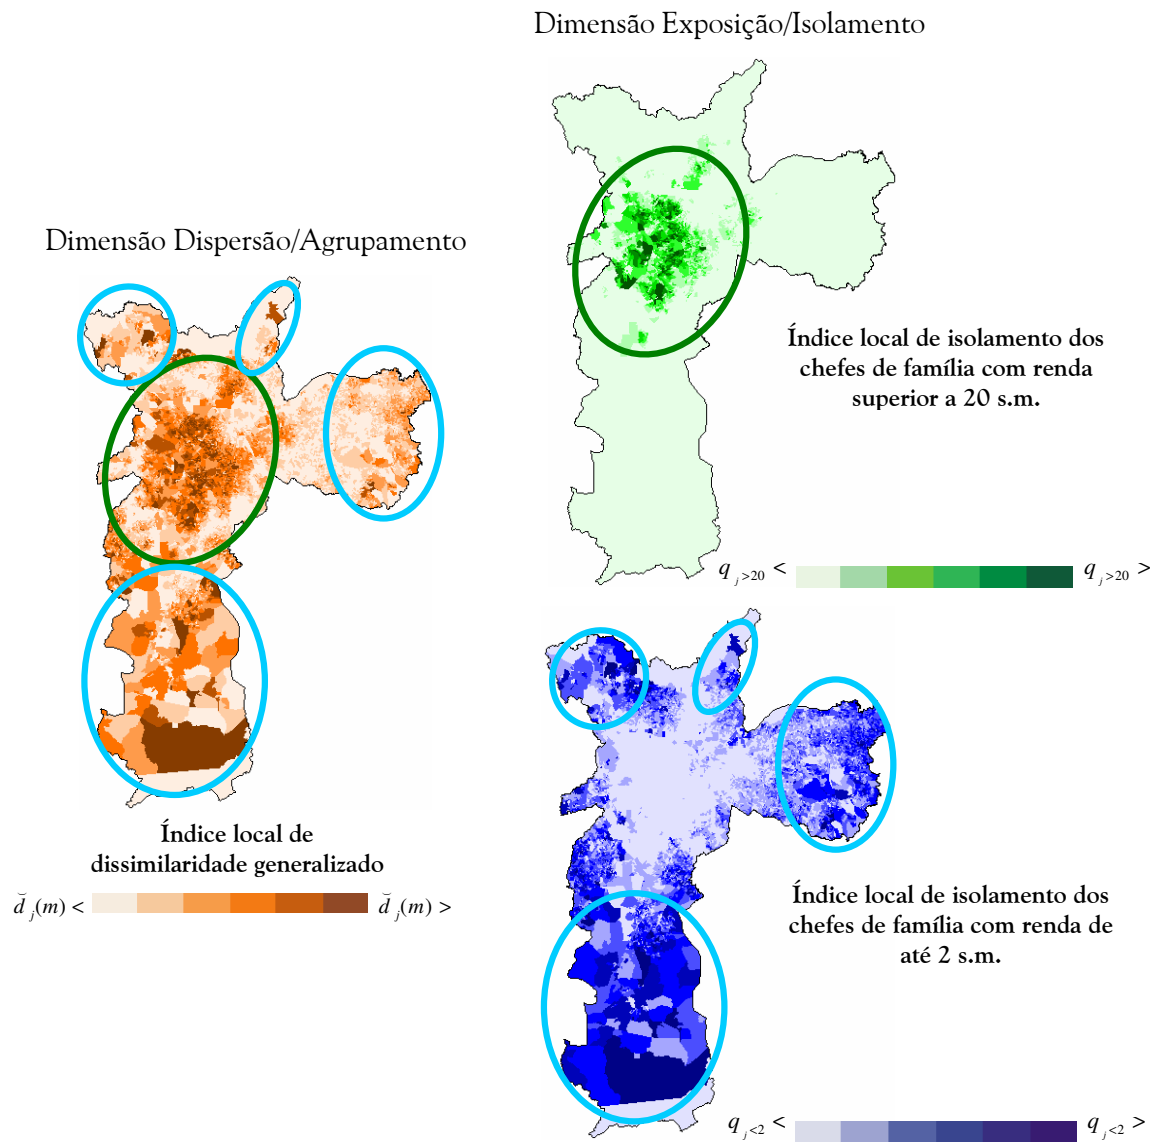 Dimensão Exposição/Isolamento
Dimensão Dispersão/Agrupamento
Índice local de isolamento dos
chefes de família com renda
superior a 20 s.m.
q j>20 < q j>20 >
Índice local de
dissimilaridade generalizado
d̆ j(m) < d̆ j(m) >
Índice local de isolamento dos
chefes de família com renda de
até 2 s.m.
q j<2 < q j<2 >